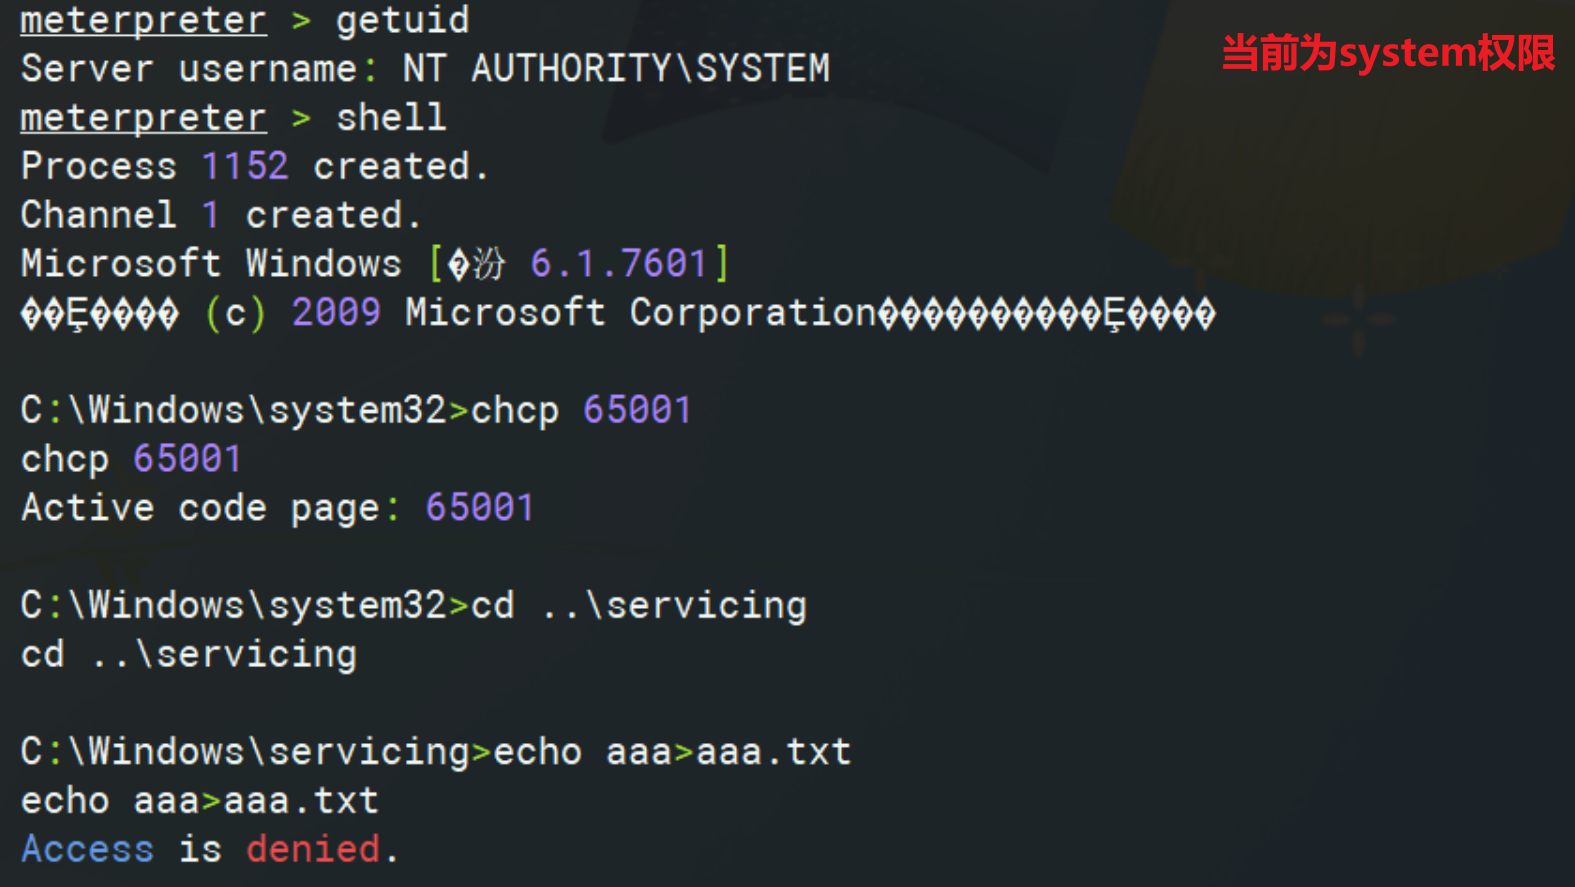 meterpreter > getuid
当前为system权限
Server username: NT AUTHORITY\SYSTEM
meterpreter > shell
Process 1152 created.
Channel 1 created.
Microsoft Windows [�汾 6.1.7601]
��Ȩ���� (c) 2009 Microsoft Corporation����������Ȩ����
C:\Windows\system32>chcp 65001
chcp 65001
Active code page: 65001
C:\Windows\system32>cd ..\servicing
cd ..\servicing
C:\Windows\servicing>echo aaa>aaa.txt
echo aaa>aaa.txt
Access is denied.